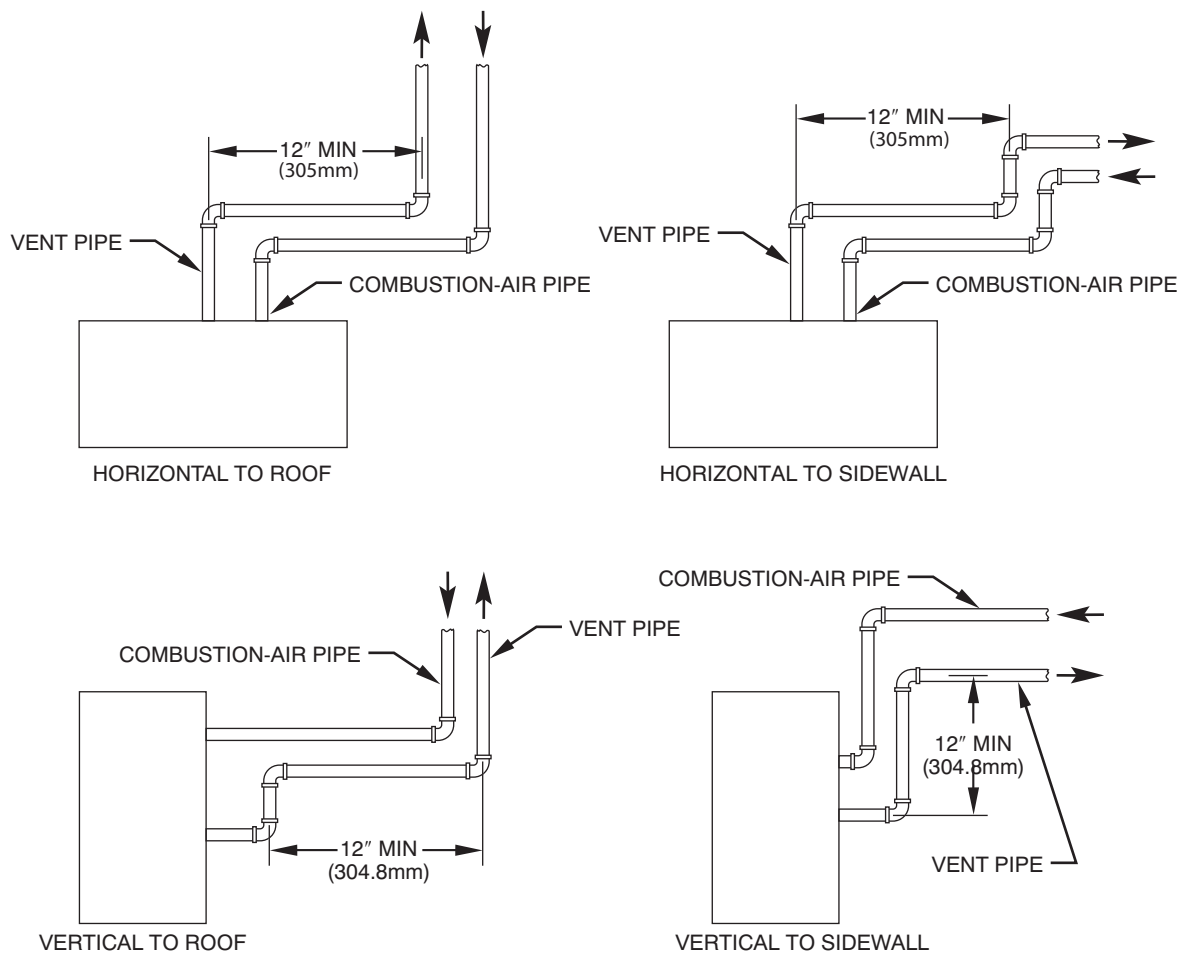 12″ MIN
(305mm)
VENT PIPE
COMBUSTION-AIR PIPE
HORIZONTAL TO ROOF
12″ MIN
(305mm)
VENT PIPE
COMBUSTION-AIR PIPE
HORIZONTAL TO SIDEWALL
COMBUSTION-AIR PIPE
VENT PIPE
12″ MIN
(304.8mm)
VERTICAL TO ROOF
COMBUSTION-AIR PIPE
12″ MIN
(304.8mm)
VENT PIPE
VERTICAL TO SIDEWALL